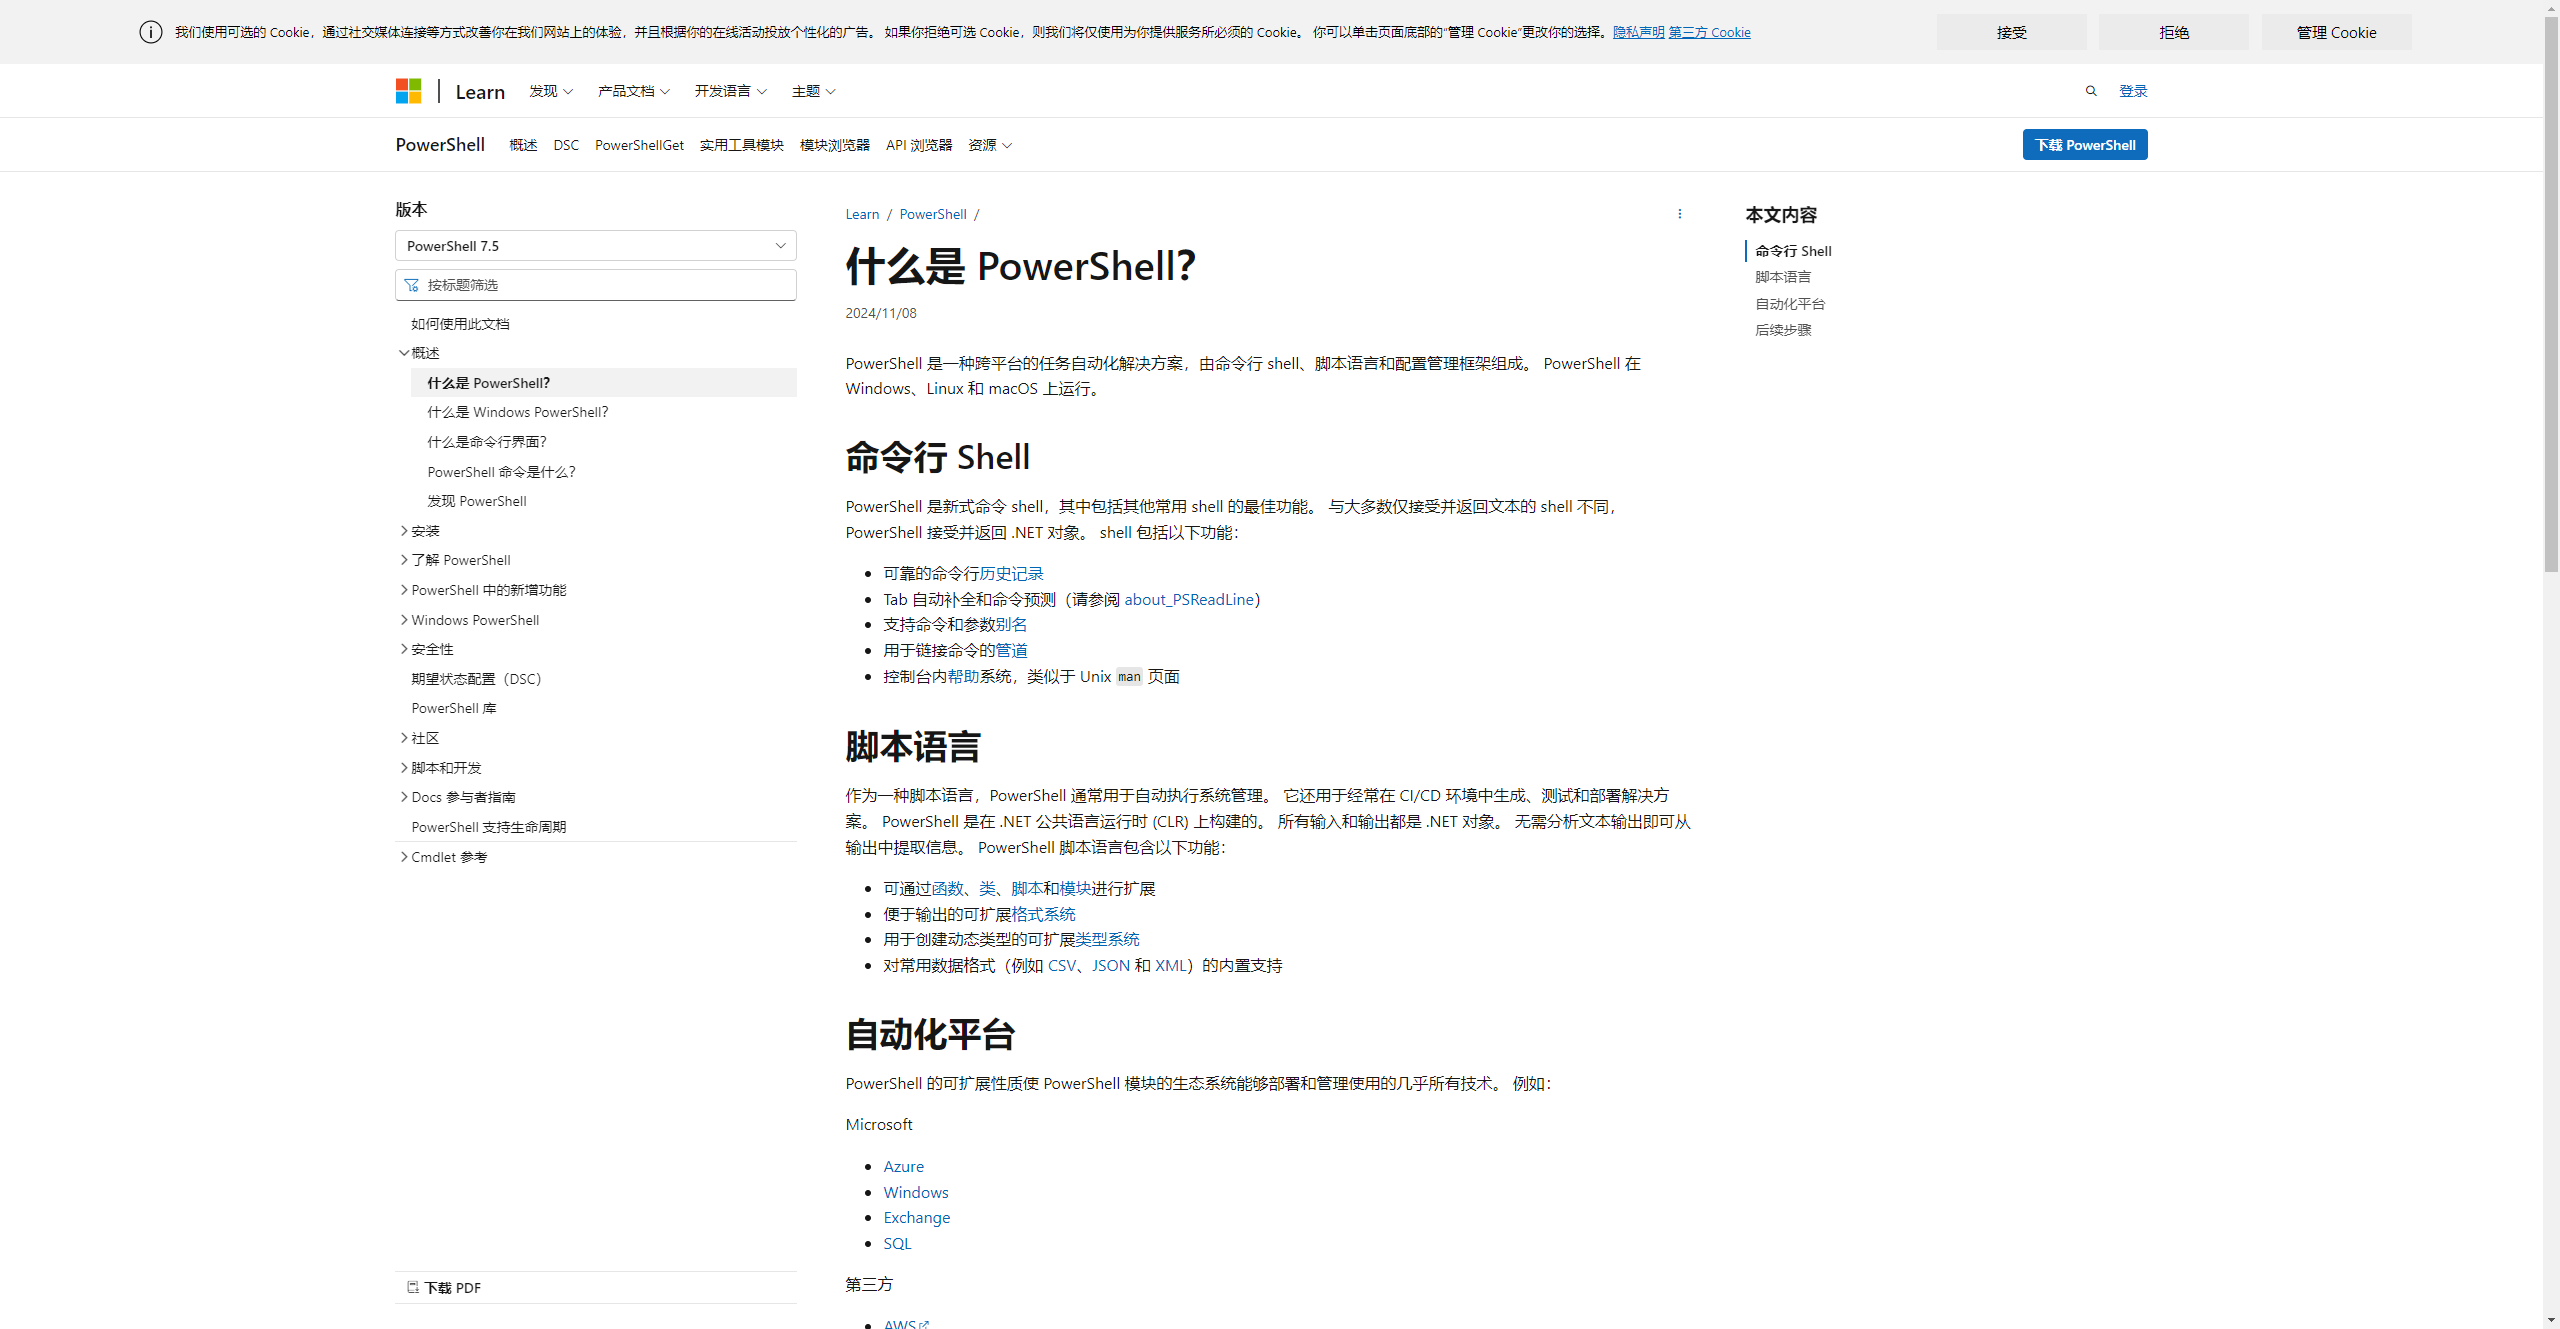 我们使用可选的 Cookie，通过社交媒体连接等方式改善你在我们网站上的体验，并且根据你的在线活动投放个性化的广告。 如果你拒绝可选 Cookie，则我们将仅使用为你提供服务所必须的 Cookie。 你可以单击页面底部的“管理 Cookie”更改你的选择。隐私声明 第三方 Cookie
接受
拒绝
管理 Cookie
Learn
发现
产品文档
开发语言
主题
登录
PowerShell
概述
DSC
PowerShellGet
实用工具模块
模块浏览器
API 浏览器
资源
下载 PowerShell
版本
PowerShell 7.5
按标题筛选
如何使用此文档
概述
什么是 PowerShell?
什么是 Windows PowerShell?
什么是命令行界面?
PowerShell 命令是什么?
发现 PowerShell
安装
了解 PowerShell
PowerShell 中的新增功能
Windows PowerShell
安全性
期望状态配置（DSC）
PowerShell 库
社区
脚本和开发
Docs 参与者指南
PowerShell 支持生命周期
Cmdlet 参考
下载 PDF
Learn / PowerShell /
什么是 PowerShell?
2024/11/08
PowerShell 是一种跨平台的任务自动化解决方案，由命令行 shell、脚本语言和配置管理框架组成。 PowerShell 在
Windows、Linux 和 macOS 上运行。
命令行 Shell
PowerShell 是新式命令 shell，其中包括其他常用 shell 的最佳功能。 与大多数仅接受并返回文本的 shell 不同，
PowerShell 接受并返回 .NET 对象。 shell 包括以下功能：
可靠的命令行历史记录
Tab 自动补全和命令预测（请参阅 about_PSReadLine）
支持命令和参数别名
用于链接命令的管道
控制台内帮助系统，类似于 Unix man 页面
脚本语言
作为一种脚本语言，PowerShell 通常用于自动执行系统管理。 它还用于经常在 CI/CD 环境中生成、测试和部署解决方
案。 PowerShell 是在 .NET 公共语言运行时 (CLR) 上构建的。 所有输入和输出都是 .NET 对象。 无需分析文本输出即可从
输出中提取信息。 PowerShell 脚本语言包含以下功能：
可通过函数、类、脚本和模块进行扩展
便于输出的可扩展格式系统
用于创建动态类型的可扩展类型系统
对常用数据格式（例如 CSV、JSON 和 XML）的内置支持
自动化平台
PowerShell 的可扩展性质使 PowerShell 模块的生态系统能够部署和管理使用的几乎所有技术。 例如：
Microsoft
Azure
Windows
Exchange
SQL
第三方
AWS
本文内容
命令行 Shell
脚本语言
自动化平台
后续步骤